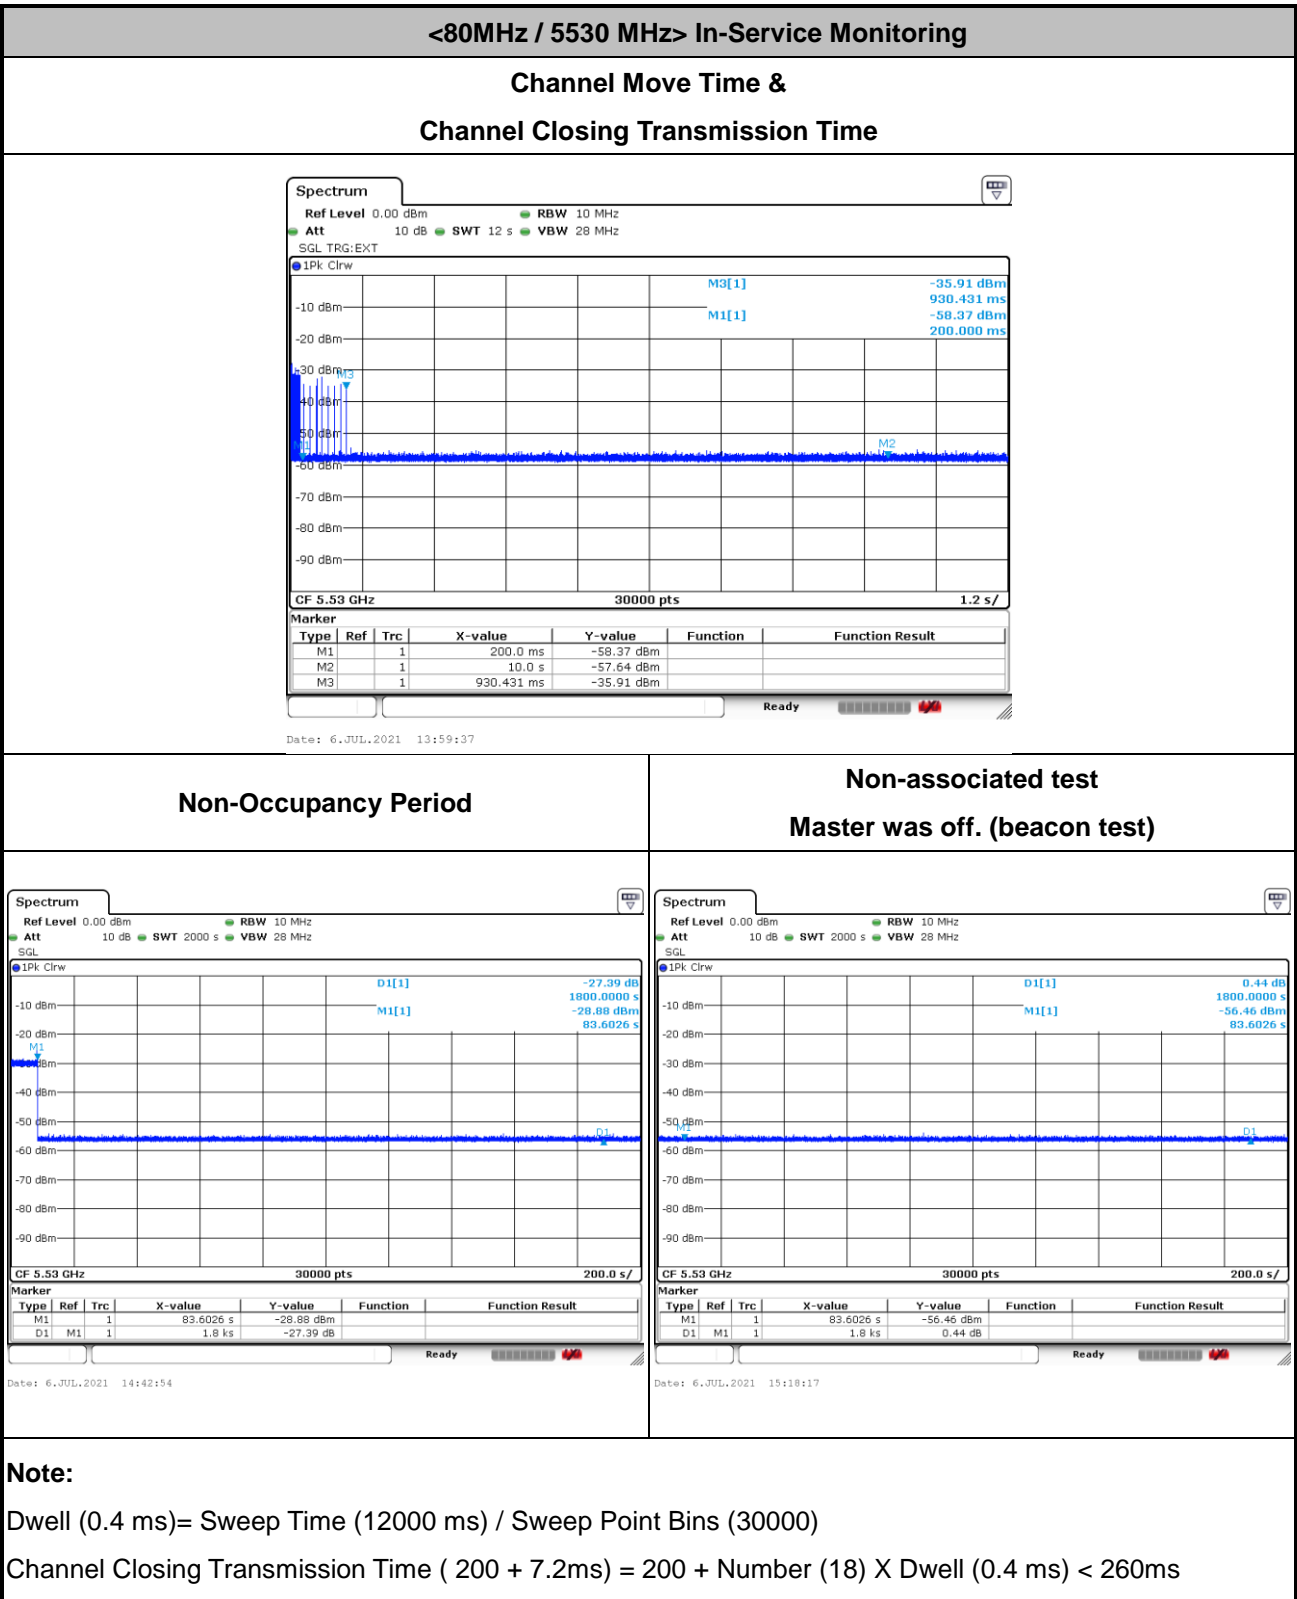 <80MHz / 5530 MHz> In-Service Monitoring
Channel Move Time &
Channel Closing Transmission Time
Spectrum
Ref Level 0.00 dBm RBW 10 MHz
Att 10 dB SWT 12 s VBW 28 MHz
SGL TRG:EXT
1Pk Clrw
M3[1] -35.91 dBm
930.431 ms
M1[1] -58.37 dBm
200.000 ms
-10 dBm
-20 dBm
-30 dBm
M3
-40 dBm
-50 dBm
M1
M2
-60 dBm
-70 dBm
-80 dBm
-90 dBm
CF 5.53 GHz 30000 pts 1.2 s/
Marker
Type Ref Trc X-value Y-value Function Function Result
M1 1 200.0 ms -58.37 dBm
M2 1 10.0 s -57.64 dBm
M3 1 930.431 ms -35.91 dBm
Ready
Date: 6.JUL.2021 13:59:37
Non-Occupancy Period
Spectrum
Ref Level 0.00 dBm RBW 10 MHz
Att 10 dB SWT 2000 s VBW 28 MHz
SGL
1Pk Clrw
D1[1] -27.39 dB
1800.0000 s
M1[1] -28.88 dBm
83.6026 s
-10 dBm
-20 dBm
M1
-30 dBm
-40 dBm
-50 dBm
D1
-60 dBm
-70 dBm
-80 dBm
-90 dBm
CF 5.53 GHz 30000 pts 200.0 s/
Marker
Type Ref Trc X-value Y-value Function Function Result
M1 1 83.6026 s -28.88 dBm
D1 M1 1 1.8 ks -27.39 dB
Ready
Date: 6.JUL.2021 14:42:54
Non-associated test
Master was off. (beacon test)
Spectrum
Ref Level 0.00 dBm RBW 10 MHz
Att 10 dB SWT 2000 s VBW 28 MHz
SGL
1Pk Clrw
D1[1] 0.44 dB
1800.0000 s
M1[1] -56.46 dBm
83.6026 s
-10 dBm
-20 dBm
-30 dBm
-40 dBm
-50 dBm
M1
D1
-60 dBm
-70 dBm
-80 dBm
-90 dBm
CF 5.53 GHz 30000 pts 200.0 s/
Marker
Type Ref Trc X-value Y-value Function Function Result
M1 1 83.6026 s -56.46 dBm
D1 M1 1 1.8 ks 0.44 dB
Ready
Date: 6.JUL.2021 15:18:17
Note:
Dwell (0.4 ms)= Sweep Time (12000 ms) / Sweep Point Bins (30000)
Channel Closing Transmission Time ( 200 + 7.2ms) = 200 + Number (18) X Dwell (0.4 ms) < 260ms